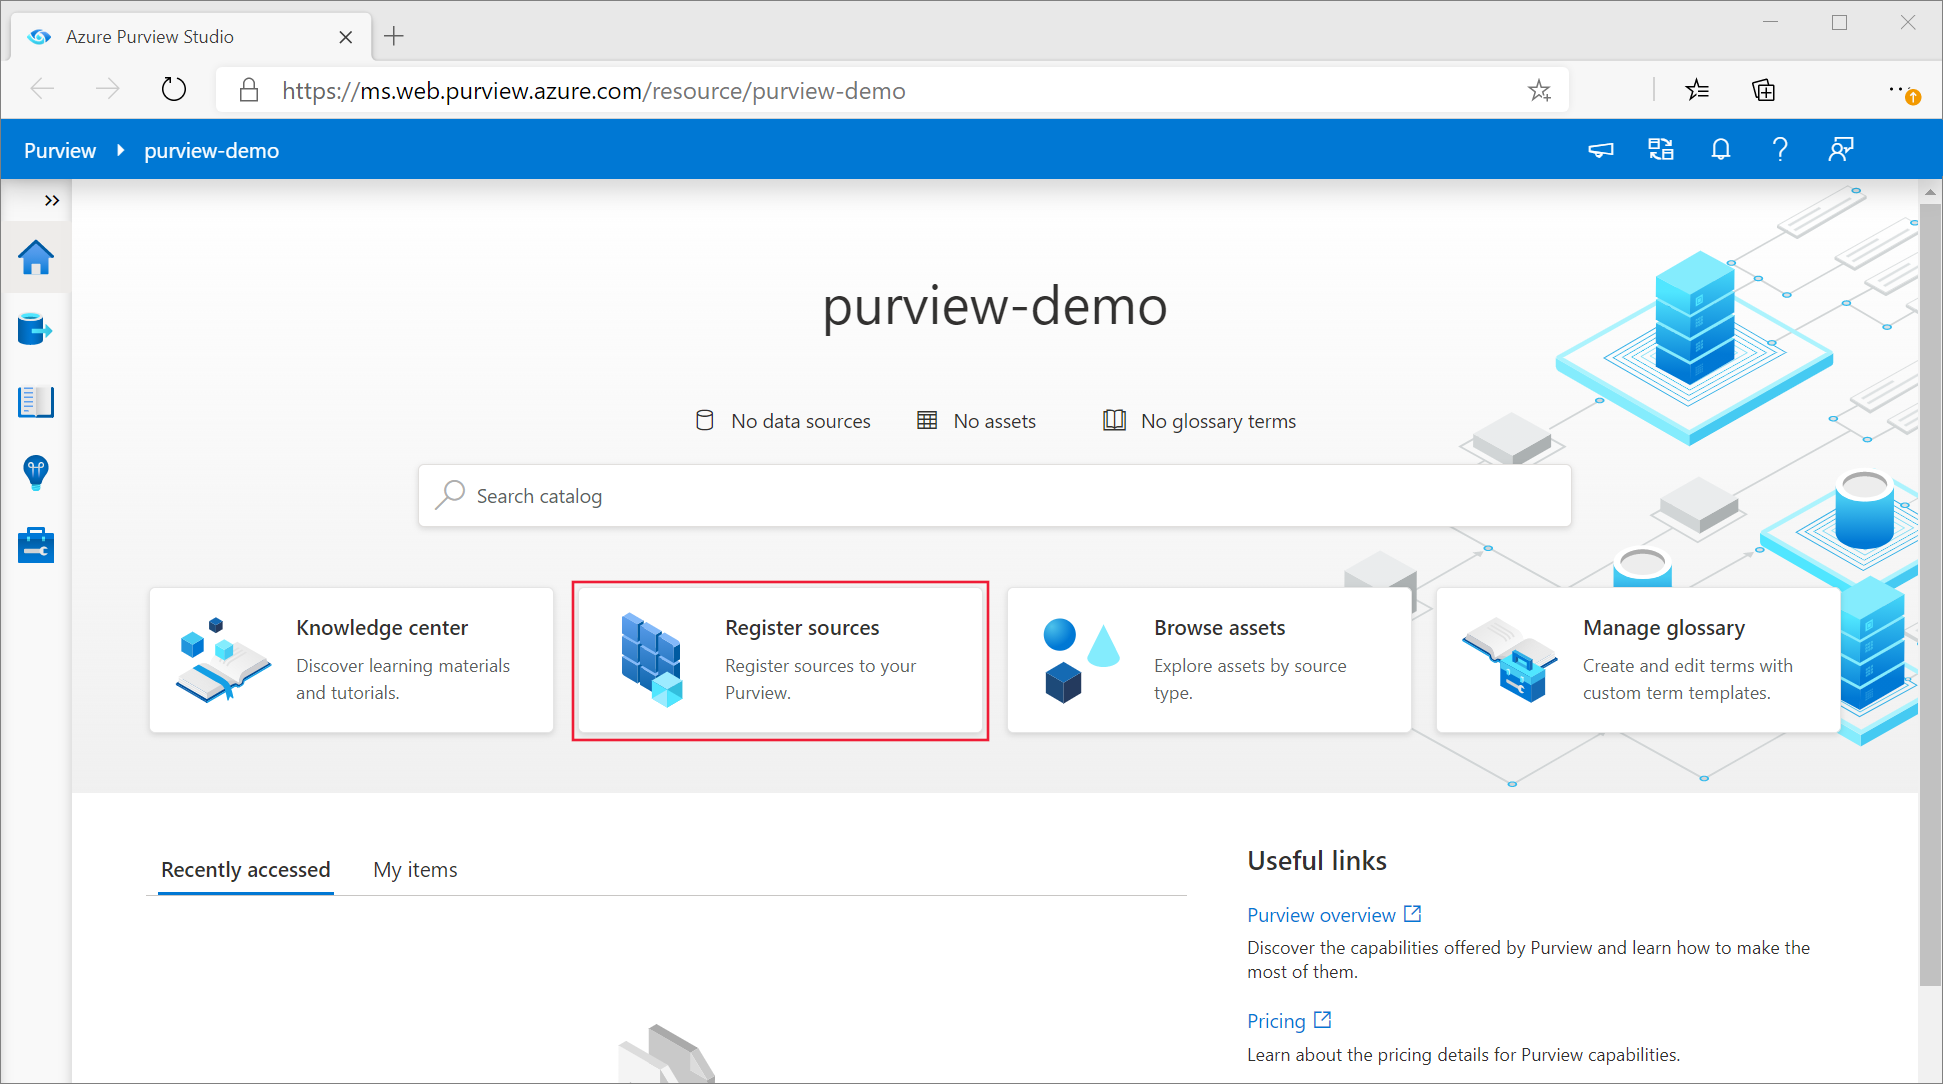 Azure Purview Studio
https://ms.web.purview.azure.com/resource/purview-demo
Purview purview-demo
purview-demo
No data sources No assets No glossary terms
Search catalog
Knowledge center
Discover learning materials
and tutorials.
Register sources
Register sources to your
Purview.
Browse assets
Explore assets by source
type.
Manage glossary
Create and edit terms with
custom term templates.
Recently accessed My items
Useful links
Purview overview
Discover the capabilities offered by Purview and learn how to make the
most of them.
Pricing
Learn about the pricing details for Purview capabilities.